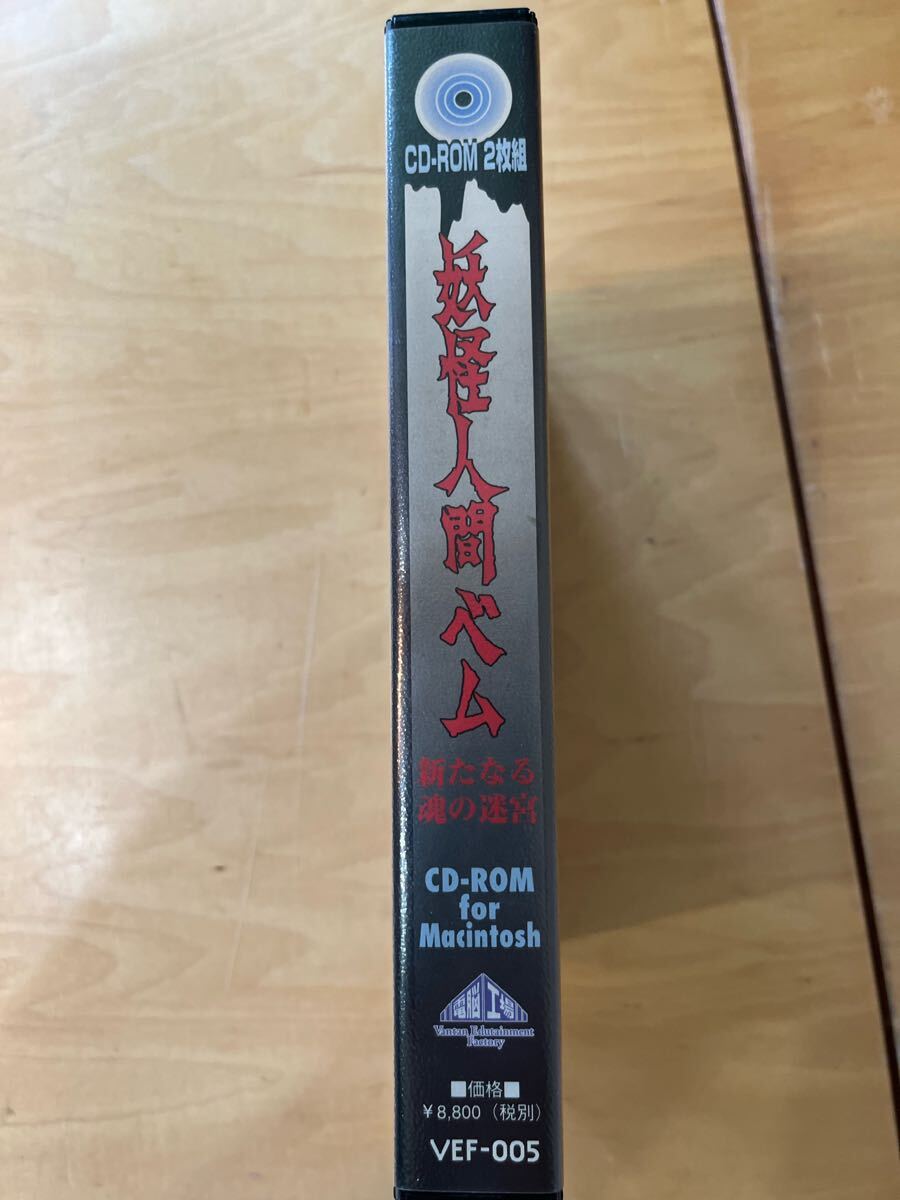 CD-ROM 2枚組
妖怪人間ベム
新たなる
魂の迷宮
CD-ROM
for
Macintosh
電脳工場
Vantan Edutainment
Factory
■価格■
￥8,800（税別）
VEF-005